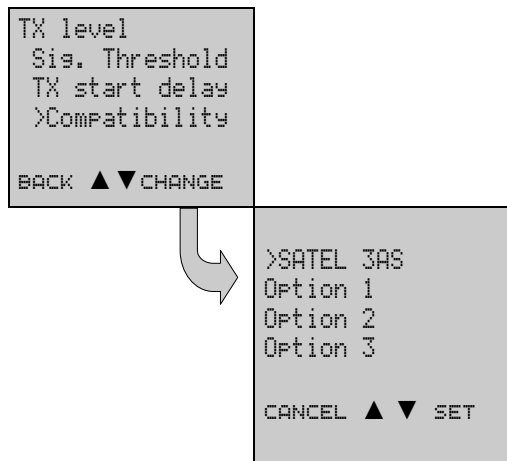 TX level
Sig. Threshold
TX start delay
>Compatibility
BACK ▲▼CHANGE
>SATEL 3AS
Option 1
Option 2
Option 3
CANCEL ▲ ▼ SET